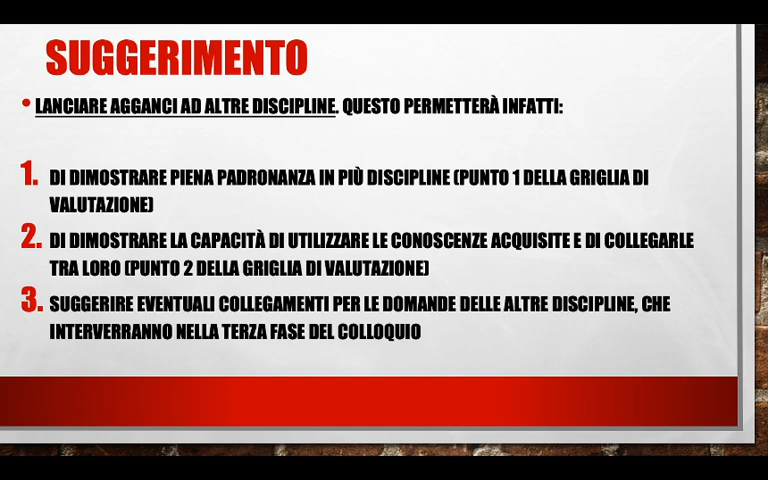 SUGGERIMENTO
• LANCIARE AGGANCI AD ALTRE DISCIPLINE. QUESTO PERMETTERÀ INFATTI:
1. DI DIMOSTRARE PIENA PADRONANZA IN PIÙ DISCIPLINE (PUNTO 1 DELLA GRIGLIA DI
VALUTAZIONE)
2. DI DIMOSTRARE LA CAPACITÀ DI UTILIZZARE LE CONOSCENZE ACQUISITE E DI COLLEGARLE
TRA LORO (PUNTO 2 DELLA GRIGLIA DI VALUTAZIONE)
3. SUGGERIRE EVENTUALI COLLEGAMENTI PER LE DOMANDE DELLE ALTRE DISCIPLINE, CHE
INTERVERRANNO NELLA TERZA FASE DEL COLLOQUIO